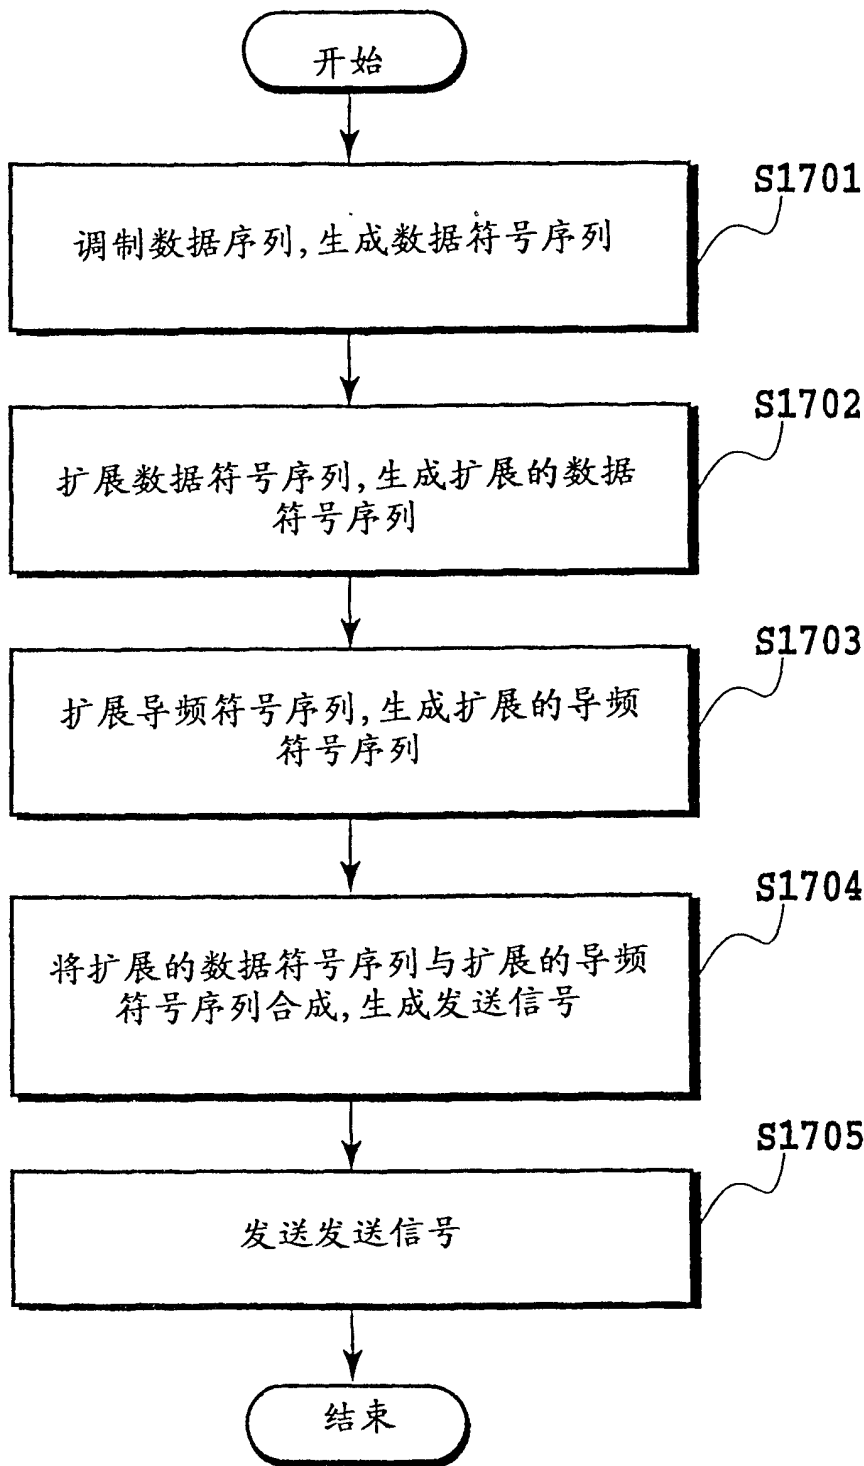 开始
S1701
调制数据序列,生成数据符号序列
S1702
扩展数据符号序列,生成扩展的数据
符号序列
S1703
扩展导频符号序列,生成扩展的导频
符号序列
S1704
将扩展的数据符号序列与扩展的导频
符号序列合成,生成发送信号
S1705
发送发送信号
结束